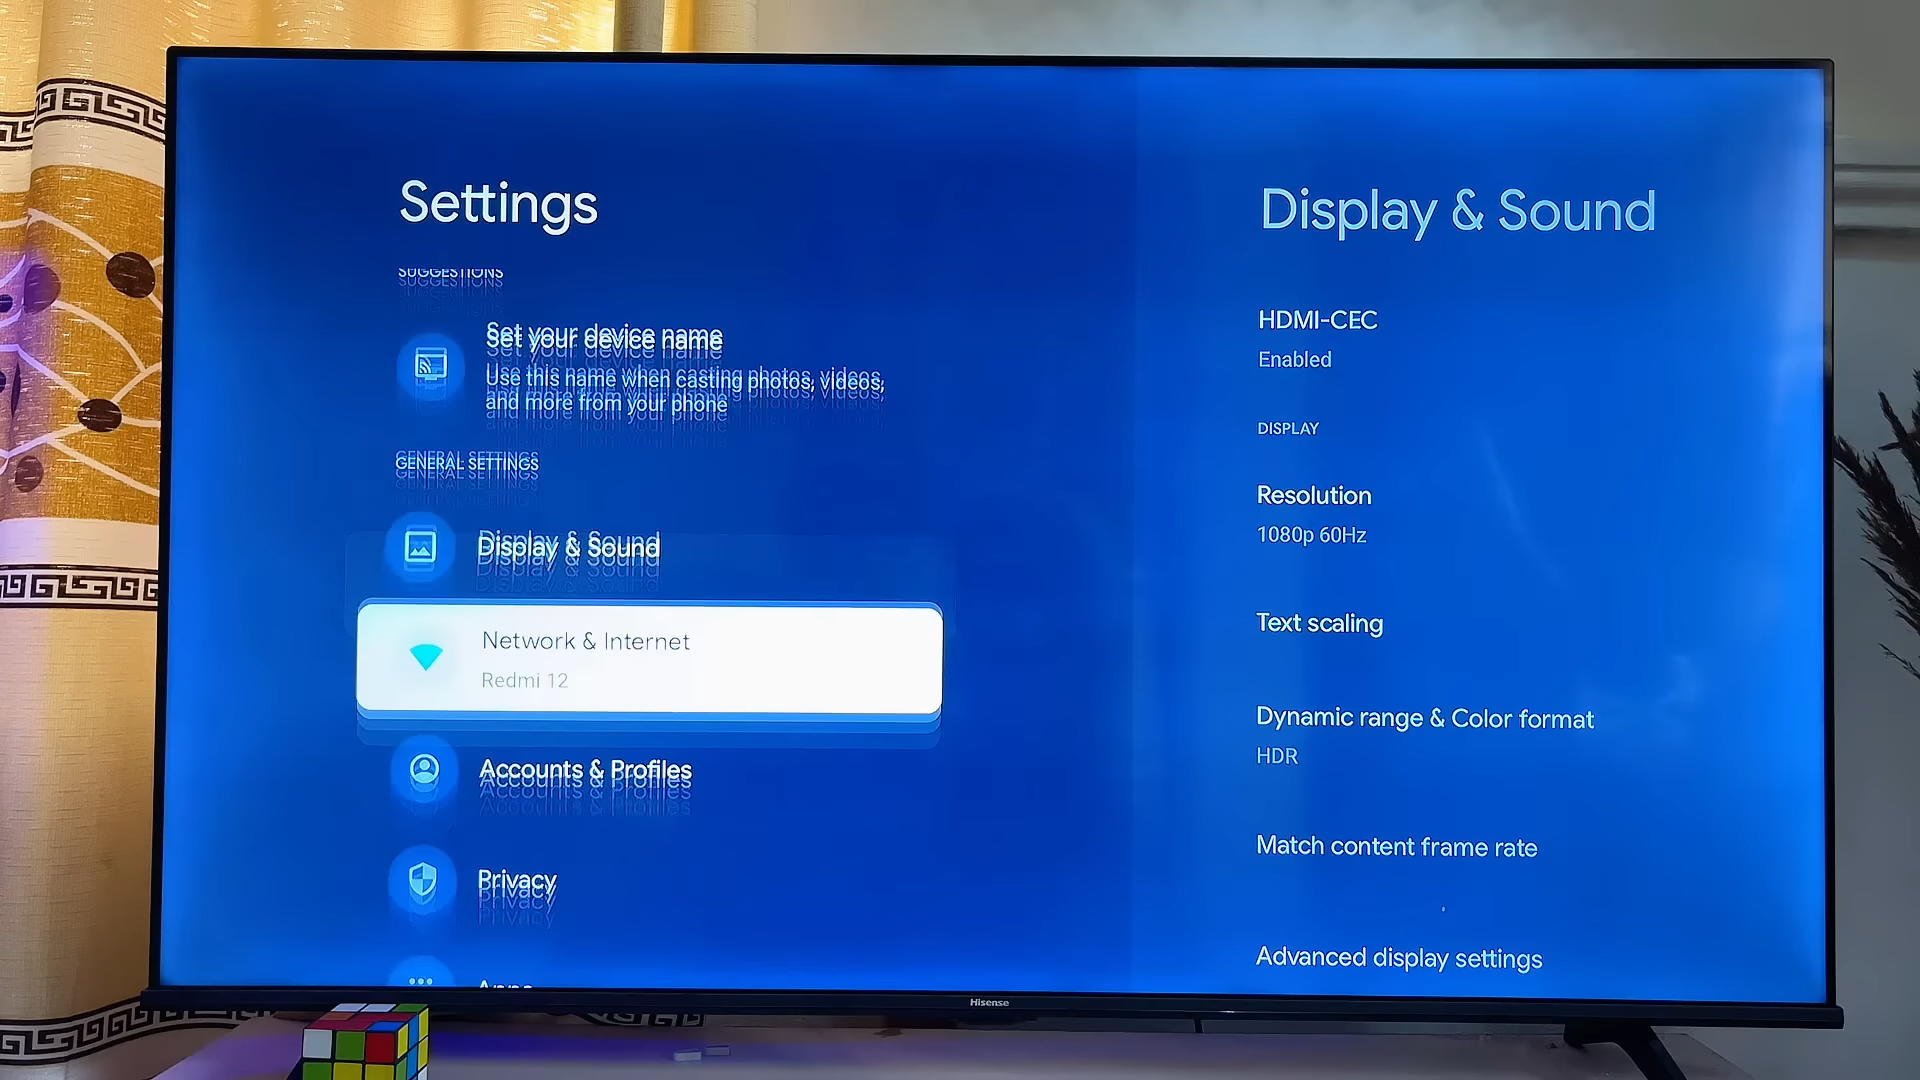 Settings
SUGGESTIONS
Set your device name
Use this name when casting photos, videos,
and more from your phone
GENERAL SETTINGS
Display & Sound
Network & Internet
Redmi 12
Accounts & Profiles
Privacy
Apps
Display & Sound
HDMI-CEC
Enabled
DISPLAY
Resolution
1080p 60Hz
Text scaling
Dynamic range & Color format
HDR
Match content frame rate
Advanced display settings
Hisense